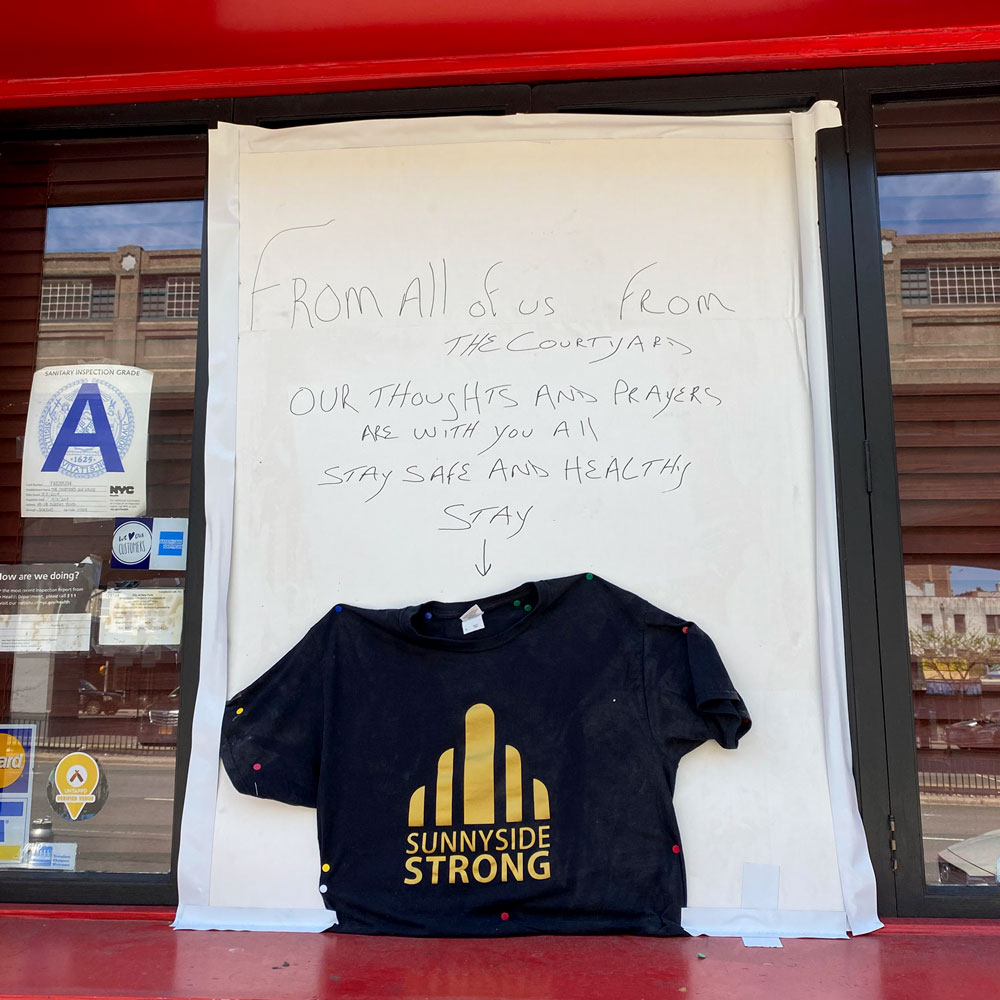 FROM All of us FROM
THE COURTYARD
OUR THOUGHTS AND PRAYERS
ARE WITH YOU All
STAY SAFE AND HEALTHY
STAY
SUNNYSIDE
STRONG
SANITARY INSPECTION GRADE
A
1625
NYC
we our
CUSTOMERS
How are we doing?
ard